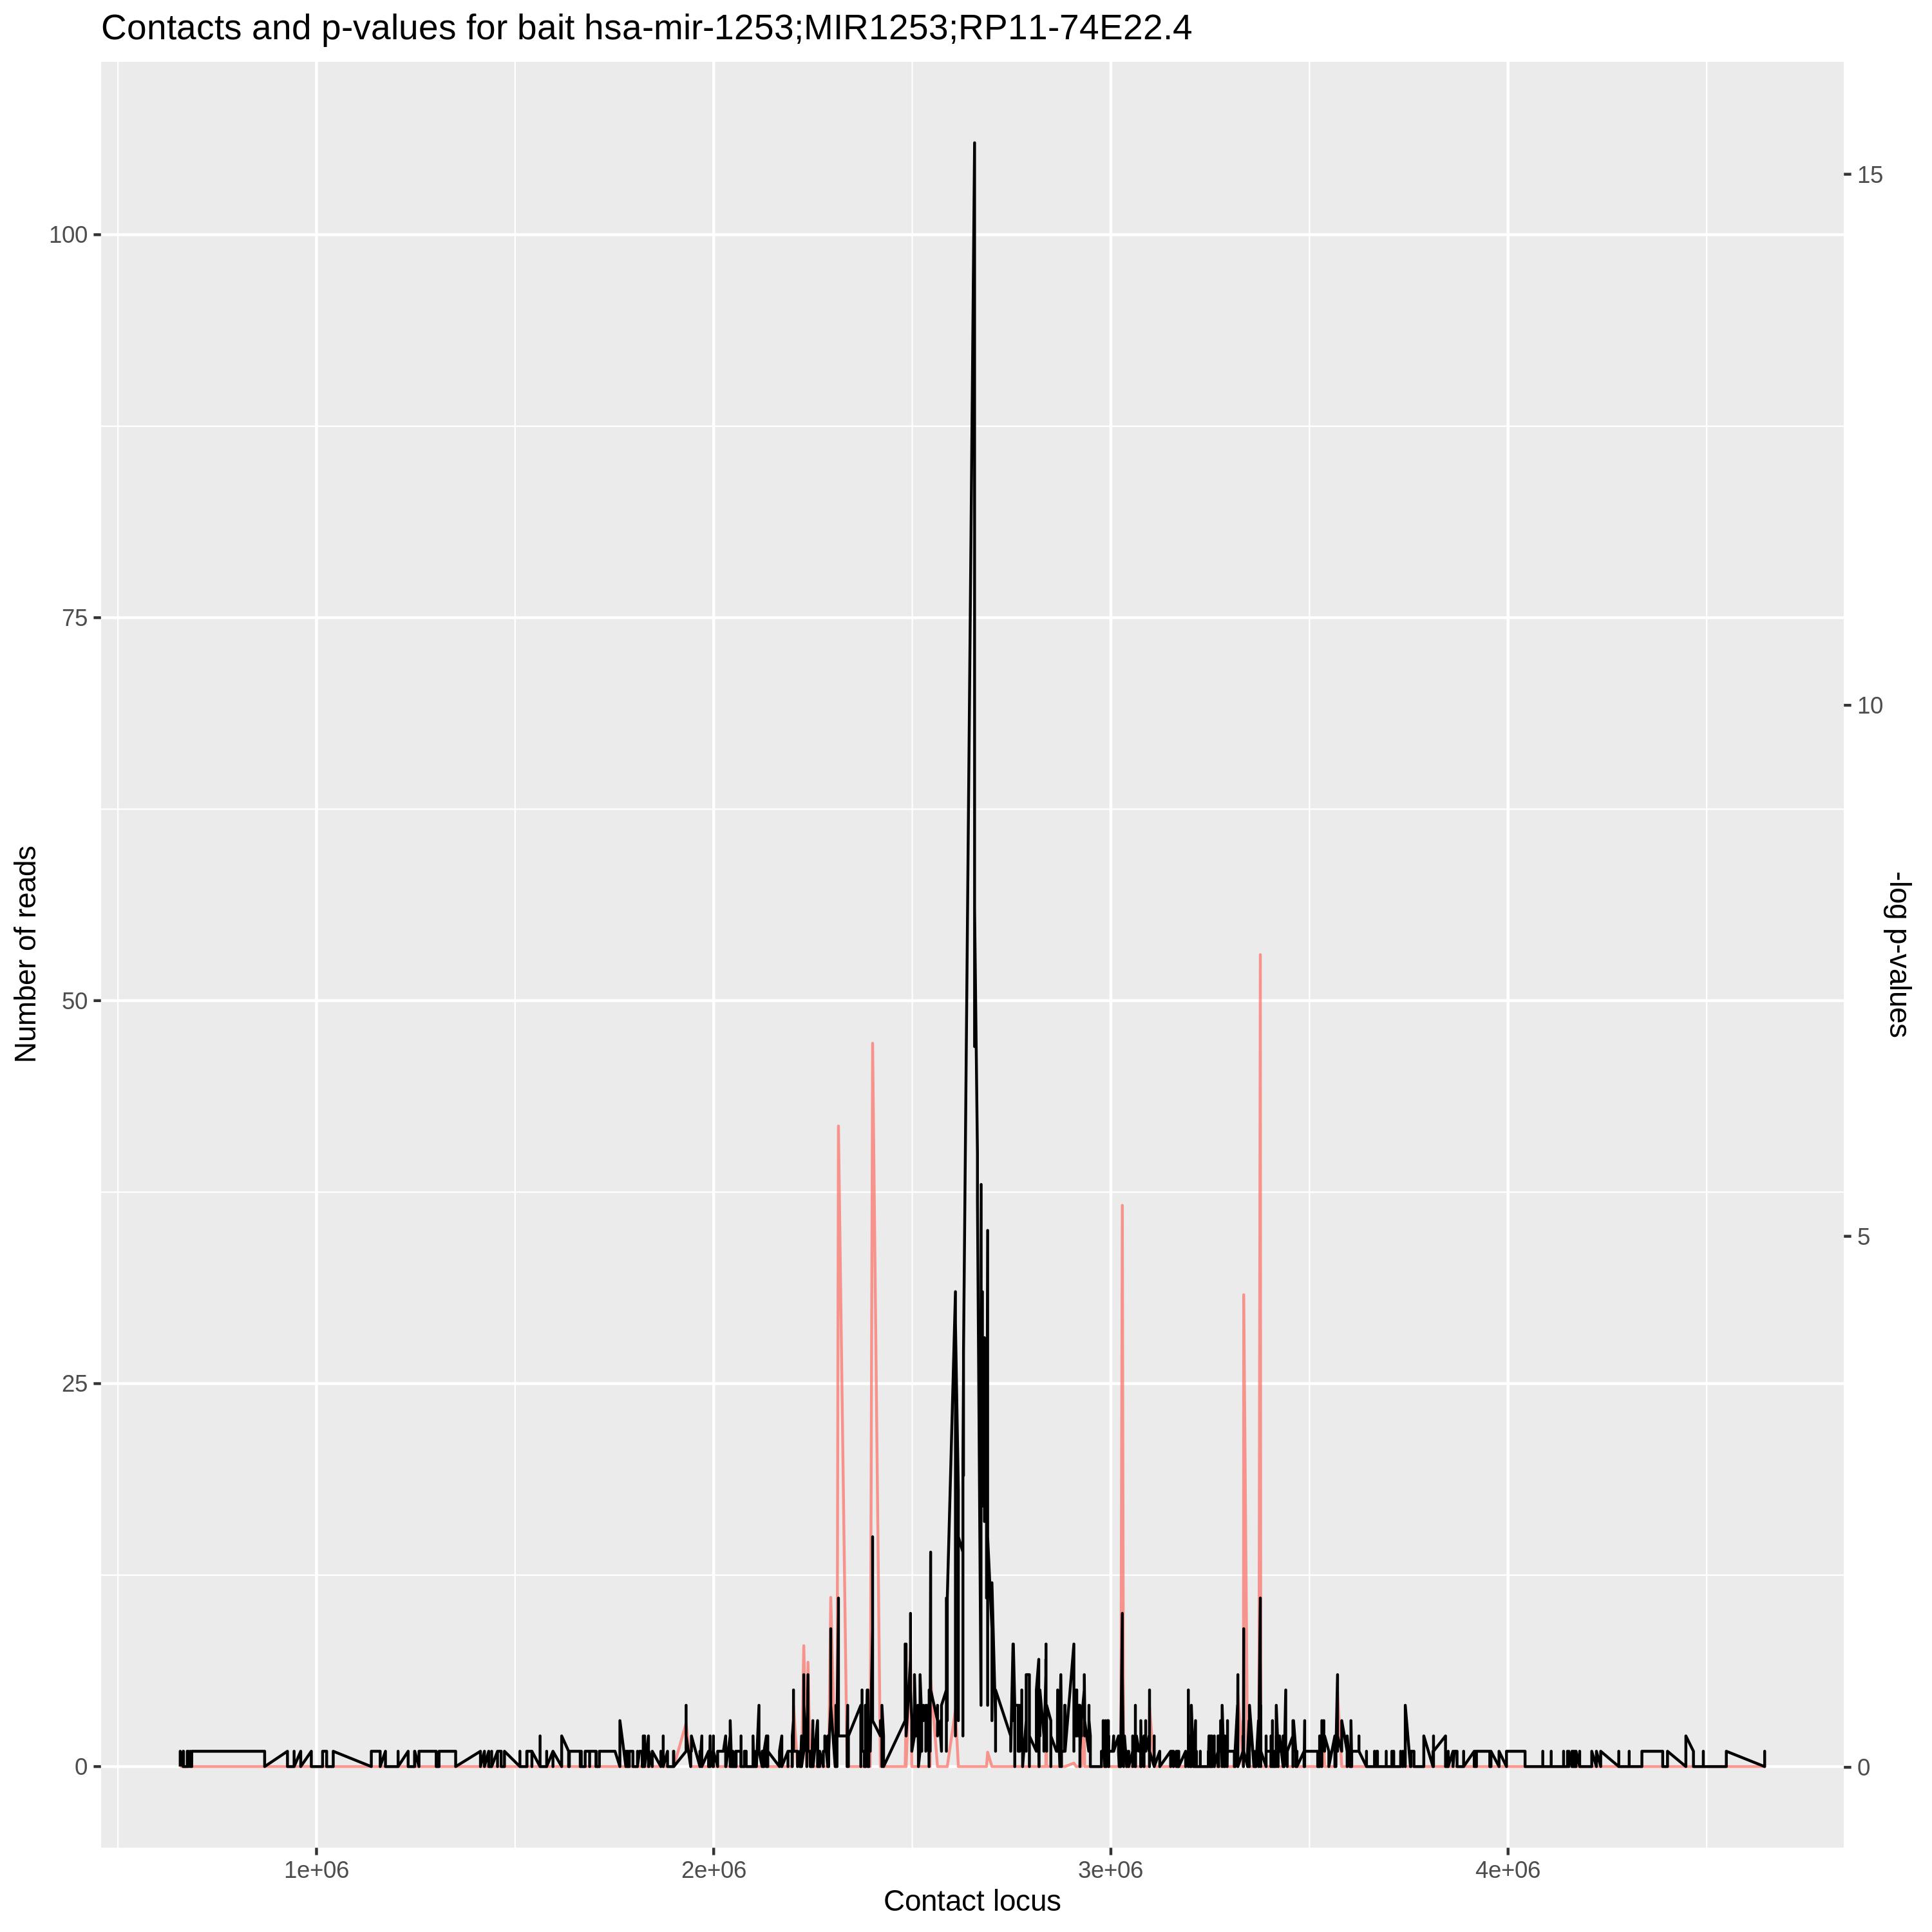 Contacts and p-values for bait hsa-mir-1253;MIR1253;RP11-74E22.4
Number of reads
100
75
50
25
0
15
10
5
0
-log p-values
1e+06
2e+06
3e+06
4e+06
Contact locus